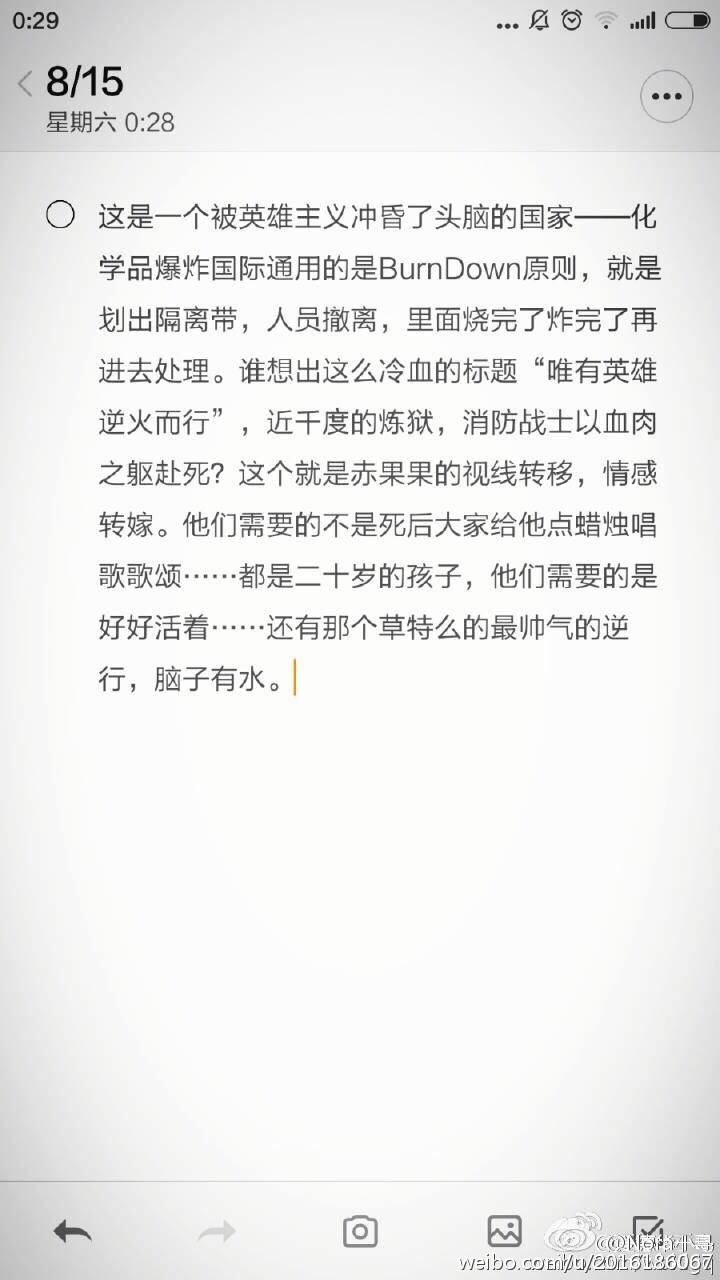 0:29
8/15
星期六 0:28
这是一个被英雄主义冲昏了头脑的国家——化
学品爆炸国际通用的是BurnDown原则，就是
划出隔离带，人员撤离，里面烧完了炸完了再
进去处理。谁想出这么冷血的标题“唯有英雄
逆火而行”，近千度的炼狱，消防战士以血肉
之躯赴死？这个就是赤果果的视线转移，情感
转嫁。他们需要的不是死后大家给他点蜡烛唱
歌歌颂……都是二十岁的孩子，他们需要的是
好好活着……还有那个草特么的最帅气的逆
行，脑子有水。
weibo.com/u/2016186067